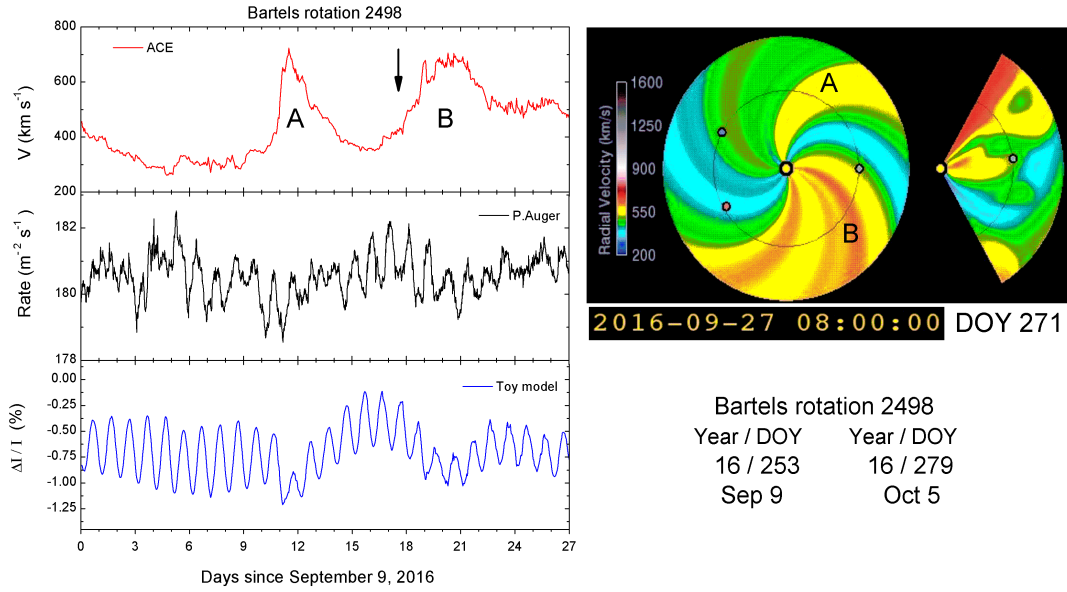 Bartels rotation 2498
800
600
400
200
V (km s⁻¹)
ACE
A
B
182
180
178
Rate (m⁻² s⁻¹)
P.Auger
0.00
-0.25
-0.50
-0.75
-1.00
-1.25
ΔI / I (%)
Toy model
0 3 6 9 12 15 18 21 24 27
Days since September 9, 2016
1600
1250
900
550
200
Radial Velocity (km/s)
A
B
2016-09-27 08:00:00 DOY 271
Bartels rotation 2498
Year / DOY Year / DOY
16 / 253 16 / 279
Sep 9 Oct 5